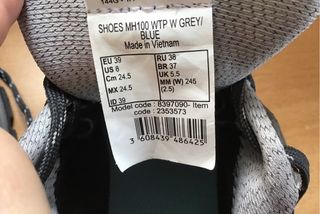 SHOES MH100 WTP W GREY/
BLUE
Made in Vietnam
EU 39 RU 38
US 8 BR 37
Cm 24.5 UK 5.5
MX 24.5 MM (W) 245
(2.5)
ID 39
Model code : 8397090- Item
code : 2353573
3 608439 486425